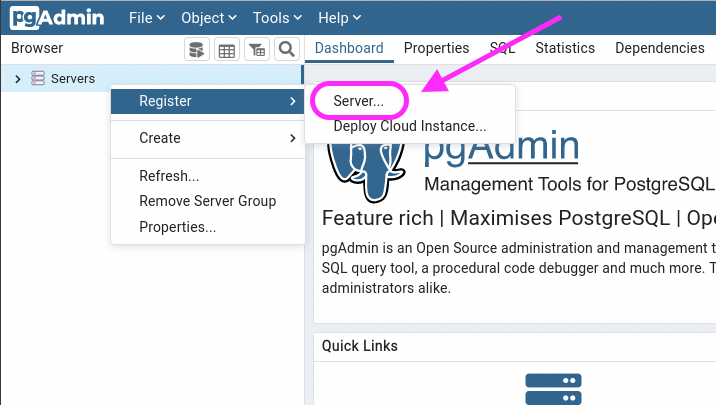 pgAdmin File Object Tools Help
Browser Dashboard Properties SQL Statistics Dependencies
Servers
Register Server...
Deploy Cloud Instance...
Create
Refresh...
Remove Server Group
Properties...
pgAdmin
Management Tools for PostgreSQL
Feature rich | Maximises PostgreSQL | Ope
pgAdmin is an Open Source administration and management t
SQL query tool, a procedural code debugger and much more. T
administrators alike.
Quick Links